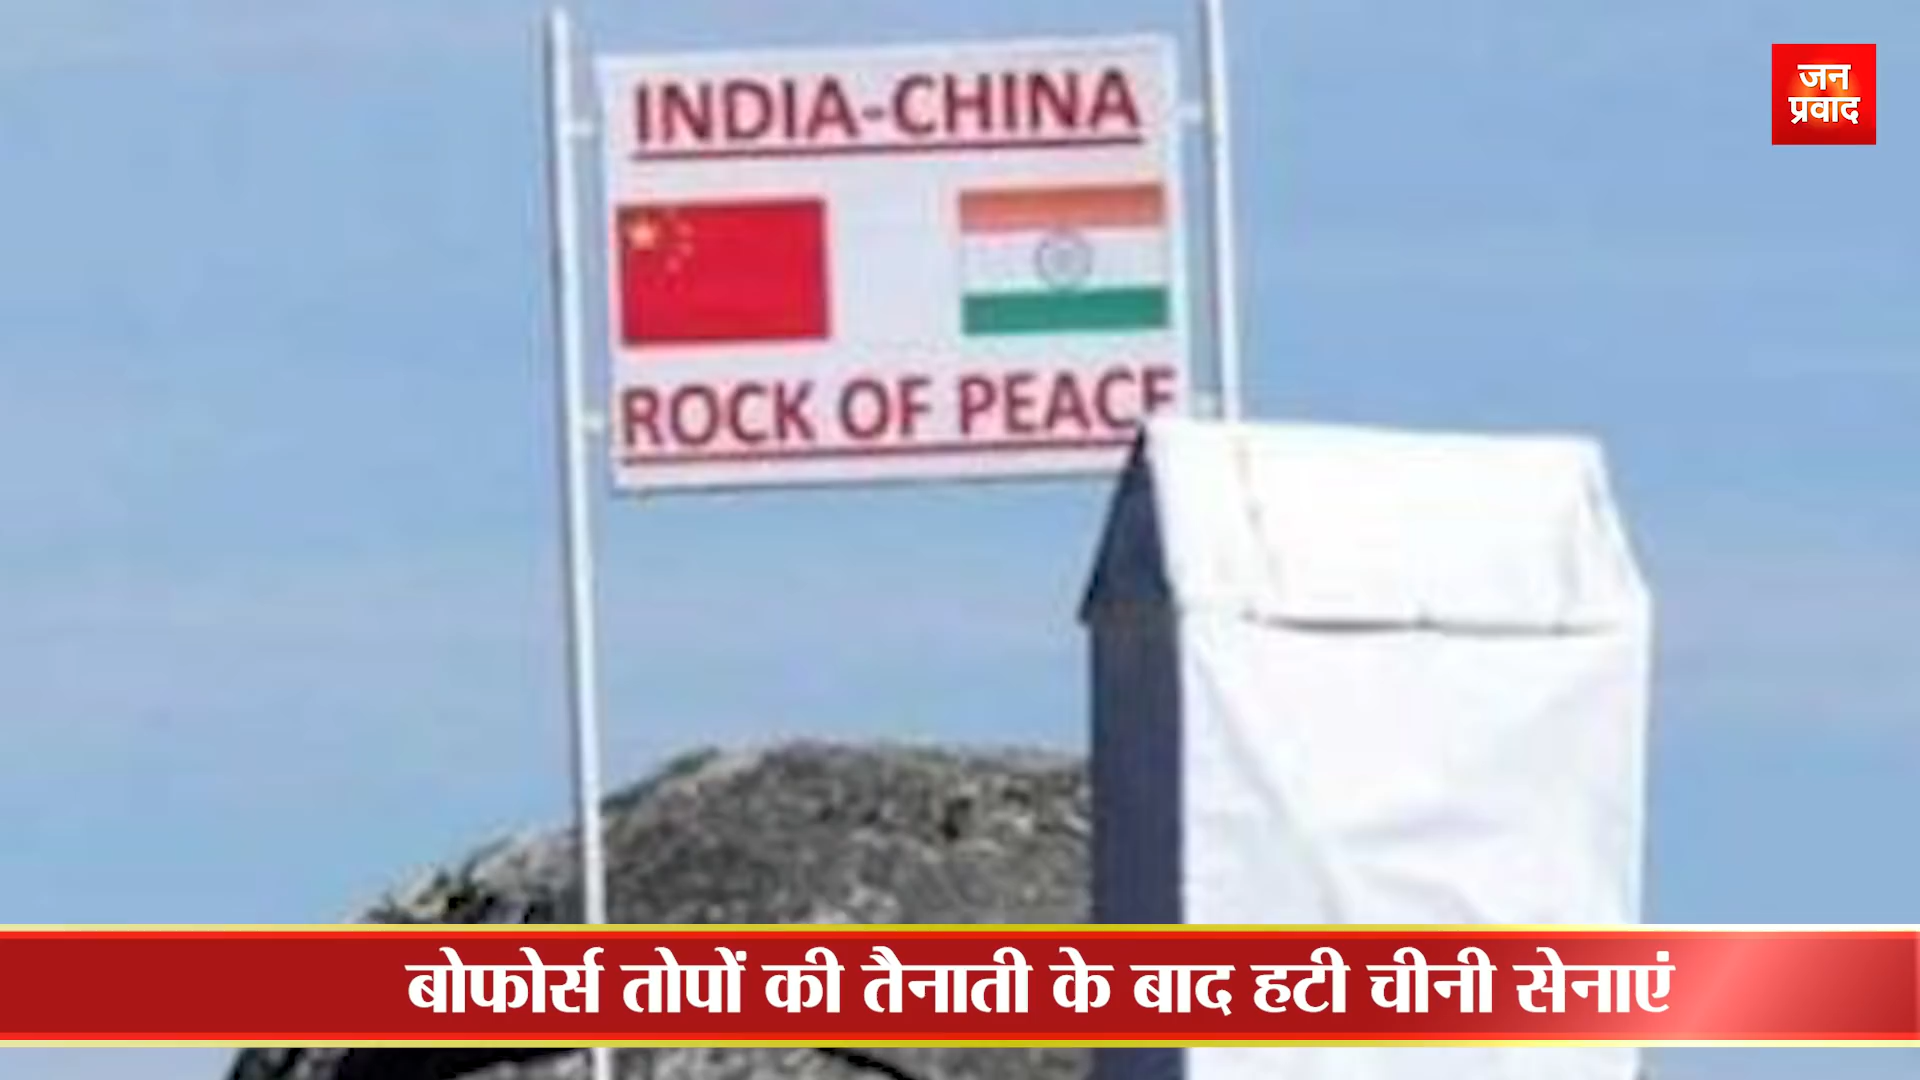 INDIA-CHINA
ROCK OF PEACE
जन
प्रवाद
बोफोर्स तोपों की तैनाती के बाद हटी चीनी सेनाएं